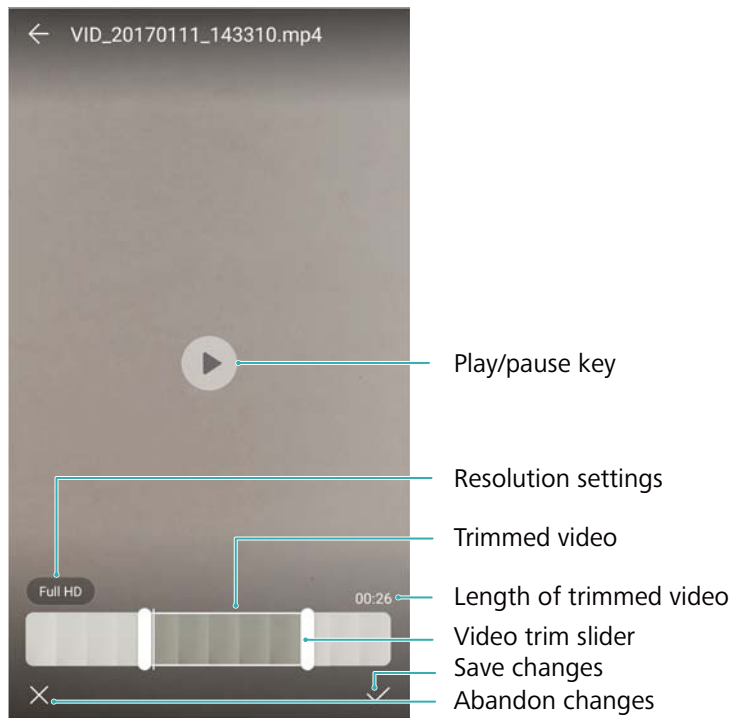 VID_20170111_143310.mp4
Play/pause key
Resolution settings
Trimmed video
Full HD
00:26
Length of trimmed video
Video trim slider
Save changes
Abandon changes